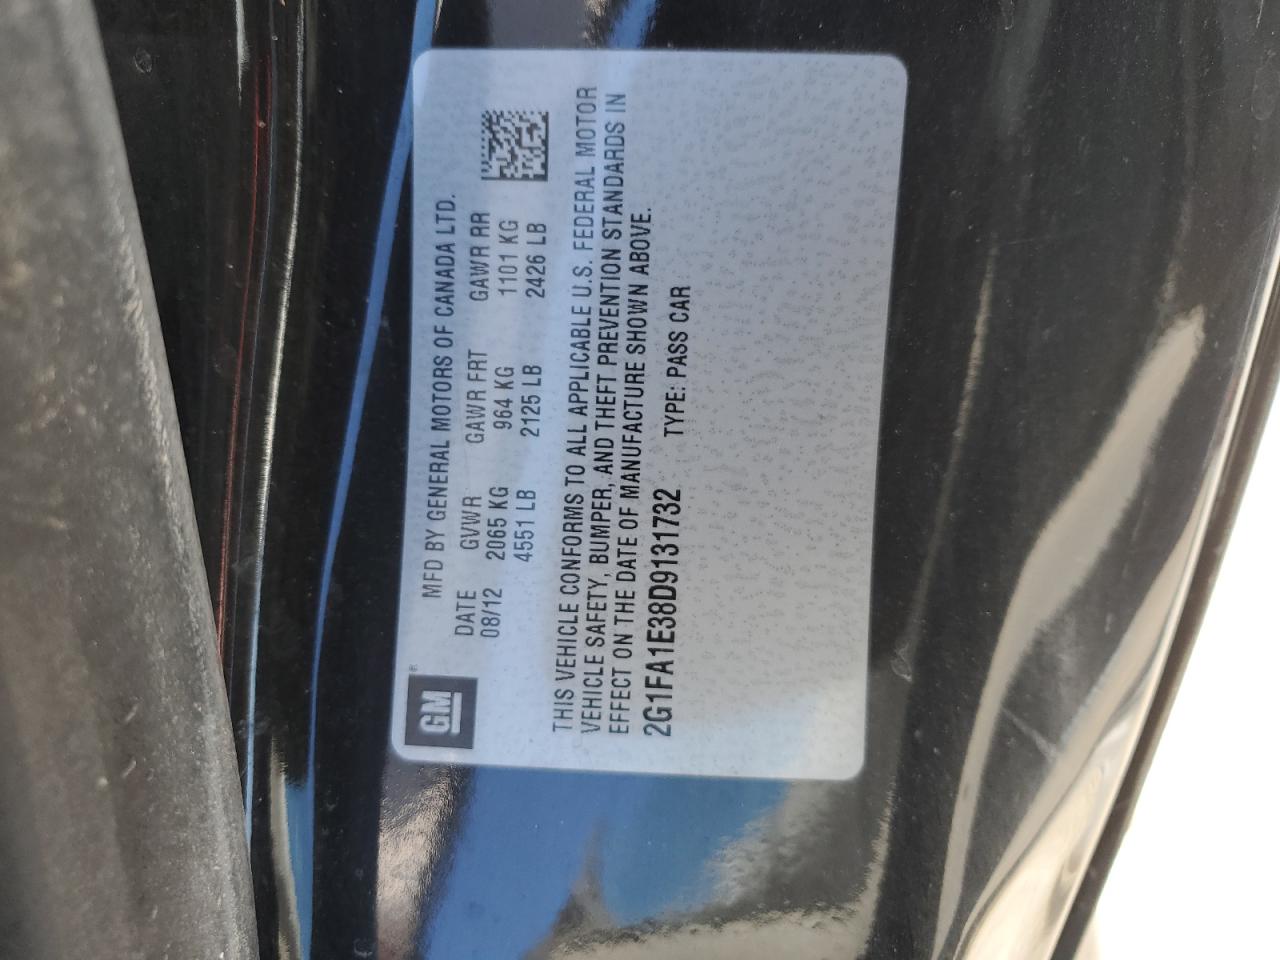 GM®
MFD BY GENERAL MOTORS OF CANADA LTD.
DATE GVWR GAWR FRT GAWR RR
08/12 2065 KG 964 KG 1101 KG
4551 LB 2125 LB 2426 LB
THIS VEHICLE CONFORMS TO ALL APPLICABLE U.S. FEDERAL MOTOR
VEHICLE SAFETY, BUMPER, AND THEFT PREVENTION STANDARDS IN
EFFECT ON THE DATE OF MANUFACTURE SHOWN ABOVE.
2G1FA1E38D9131732 TYPE: PASS CAR